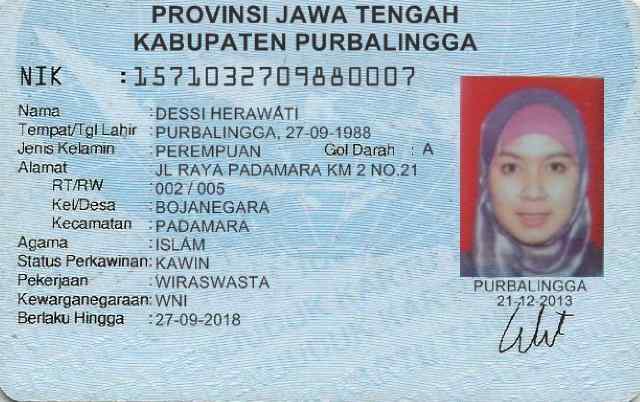 PROVINSI JAWA TENGAH
KABUPATEN PURBALINGGA
NIK : 1571032709880007
Nama : DESSI HERAWATI
Tempat/Tgl Lahir : PURBALINGGA, 27-09-1988
Jenis Kelamin : PEREMPUAN Gol Darah : A
Alamat : JL RAYA PADAMARA KM 2 NO.21
RT/RW : 002 / 005
Kel/Desa : BOJANEGARA
Kecamatan : PADAMARA
Agama : ISLAM
Status Perkawinan: KAWIN
Pekerjaan : WIRASWASTA
Kewarganegaraan: WNI
Berlaku Hingga : 27-09-2018
PURBALINGGA
21-12-2013